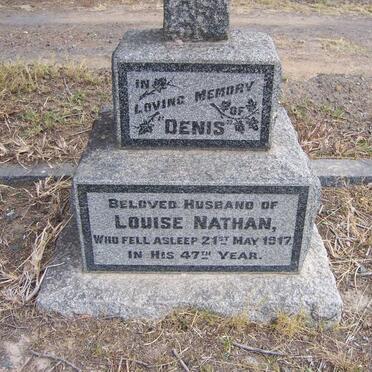 IN
LOVING MEMORY
OF
"DENIS"
BELOVED HUSBAND OF
LOUISE NATHAN,
WHO FELL ASLEEP 21ST MAY 1917
IN HIS 47TH YEAR.